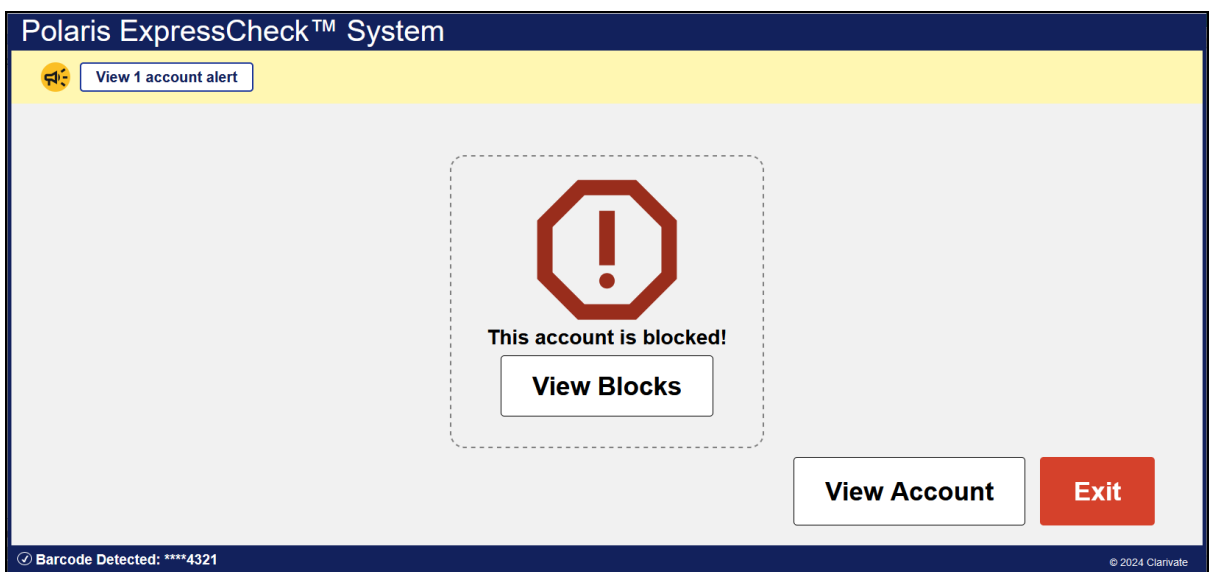 Polaris ExpressCheck™ System
View 1 account alert
This account is blocked!
View Blocks
View Account
Exit
Barcode Detected: ****4321
© 2024 Clarivate